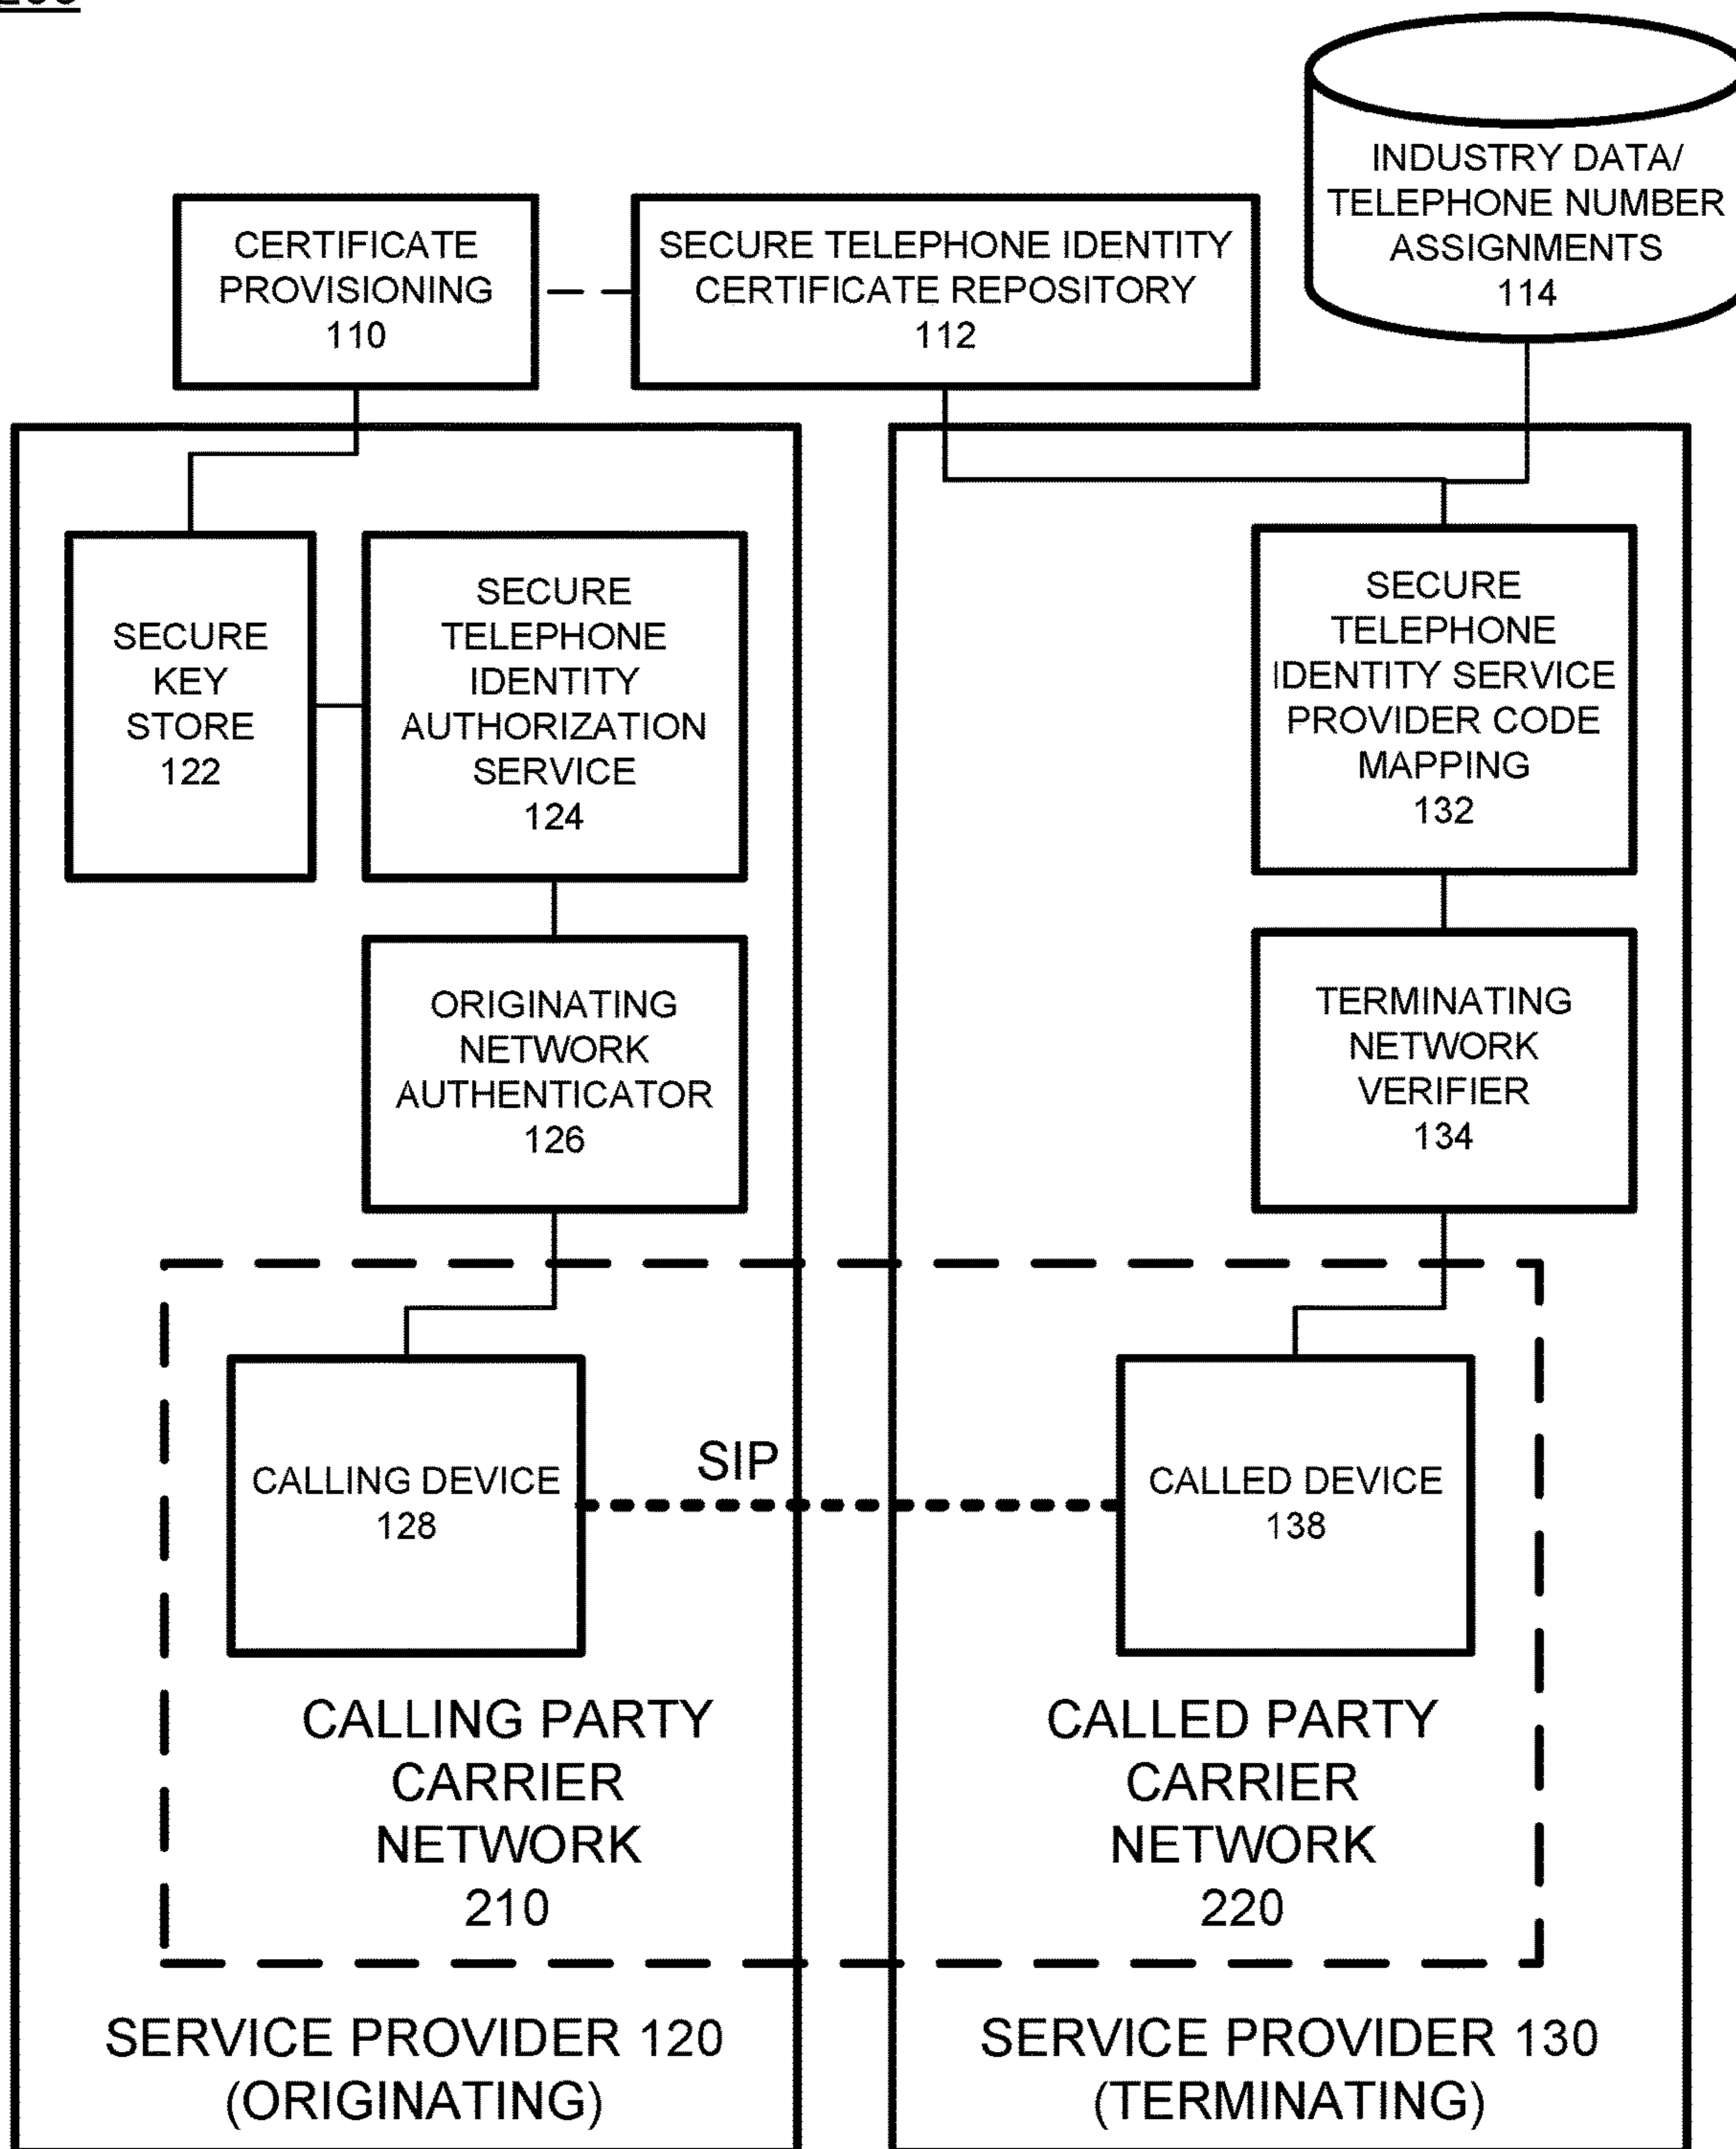 CERTIFICATE
PROVISIONING
110
SECURE TELEPHONE IDENTITY
CERTIFICATE REPOSITORY
112
INDUSTRY DATA/
TELEPHONE NUMBER
ASSIGNMENTS
114
SECURE
KEY
STORE
122
SECURE
TELEPHONE
IDENTITY
AUTHORIZATION
SERVICE
124
SECURE
TELEPHONE
IDENTITY SERVICE
PROVIDER CODE
MAPPING
132
ORIGINATING
NETWORK
AUTHENTICATOR
126
TERMINATING
NETWORK
VERIFIER
134
CALLING DEVICE
128
SIP
CALLED DEVICE
138
CALLING PARTY
CARRIER
NETWORK
210
CALLED PARTY
CARRIER
NETWORK
220
SERVICE PROVIDER 120
(ORIGINATING)
SERVICE PROVIDER 130
(TERMINATING)